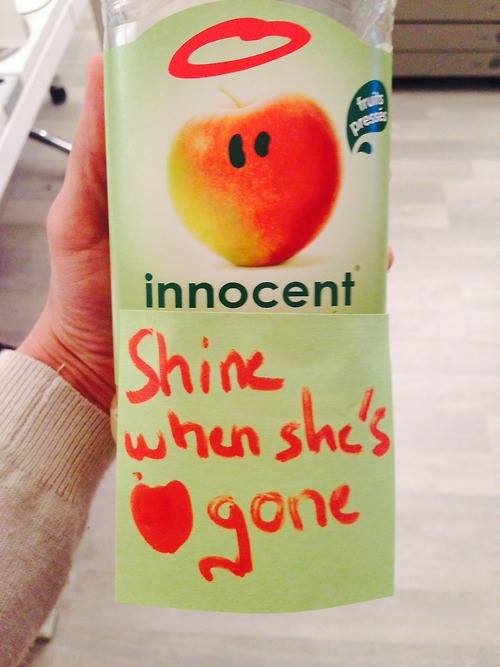 fruits
pressés
innocent
Shine
when she's
gone